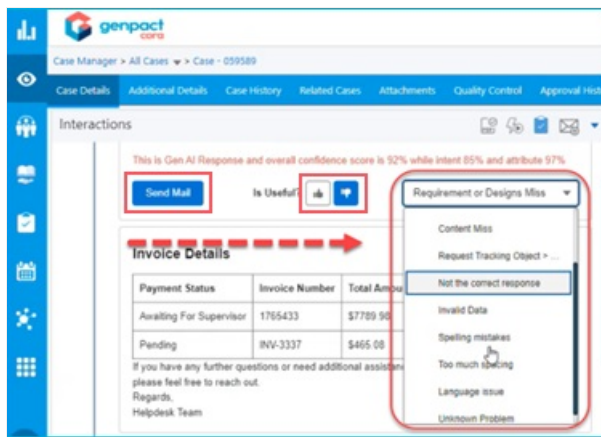 genpact
cora
Case Manager > All Cases > Case - 059589
Case Details Additional Details Case History Related Cases Attachments Quality Control Approval Hist
Interactions
This is Gen AI Response and overall confidence score is 92% while intent 85% and attribute 97%
Send Mail Is Useful? Requirement or Designs Miss
Content Miss
Request Tracking Object > ...
Not the correct response
Invalid Data
Spelling mistakes
Too much spacing
Language issue
Unknown Problem
Invoice Details
Payment Status Invoice Number Total Amou
Awaiting For Supervisor 1765433 $7789.98
Pending INV-3337 $465.08
If you have any further questions or need additional assistan
please feel free to reach out.
Regards,
Helpdesk Team